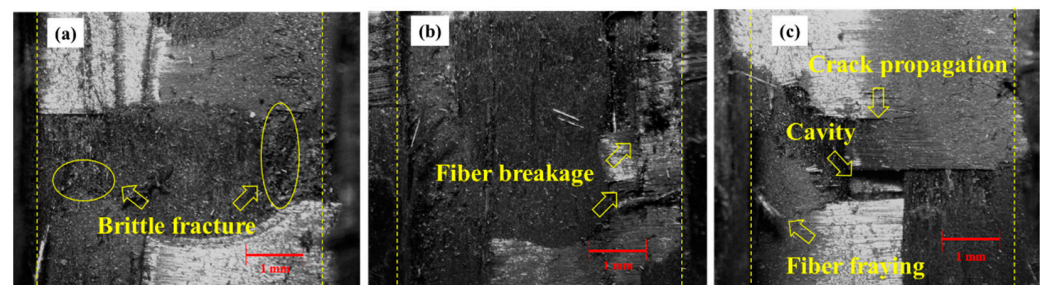 (a)
Brittle fracture
1 mm
(b)
Fiber breakage
1 mm
(c)
Crack propagation
Cavity
Fiber fraying
1 mm